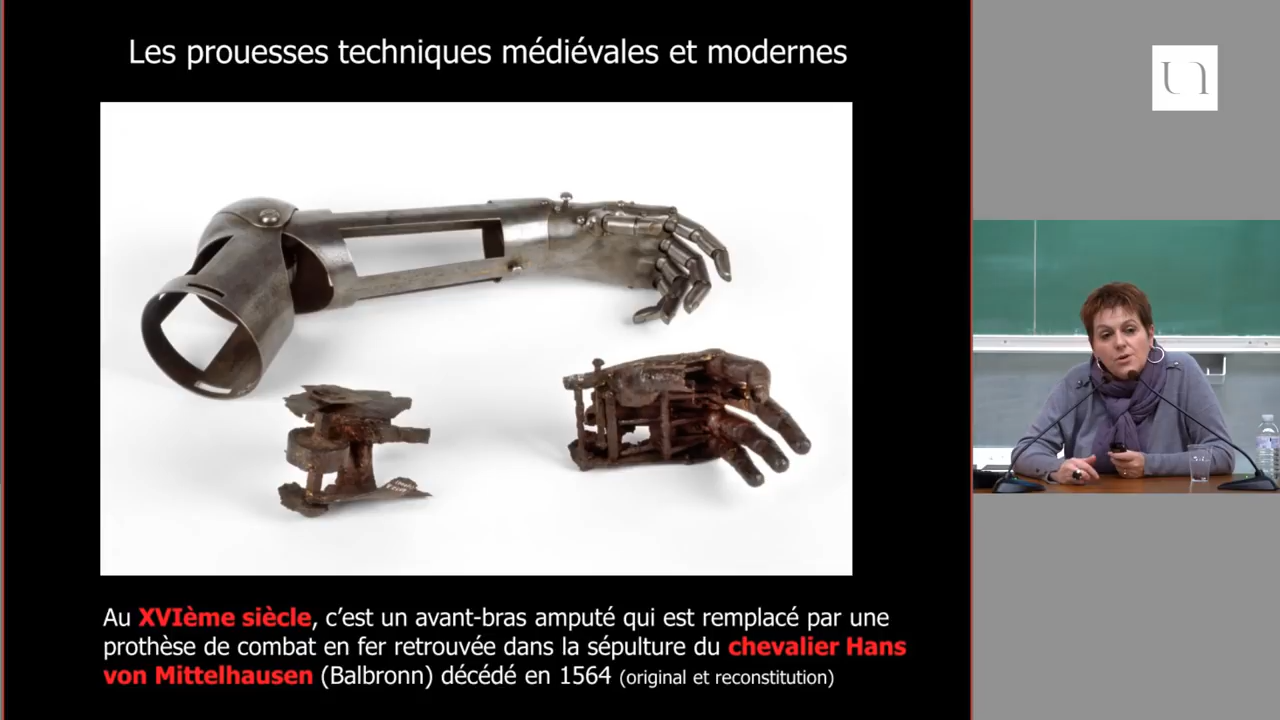 Les prouesses techniques médiévales et modernes
Au XVIème siècle, c’est un avant-bras amputé qui est remplacé par une
prothèse de combat en fer retrouvée dans la sépulture du chevalier Hans
von Mittelhausen (Balbronn) décédé en 1564 (original et reconstitution)